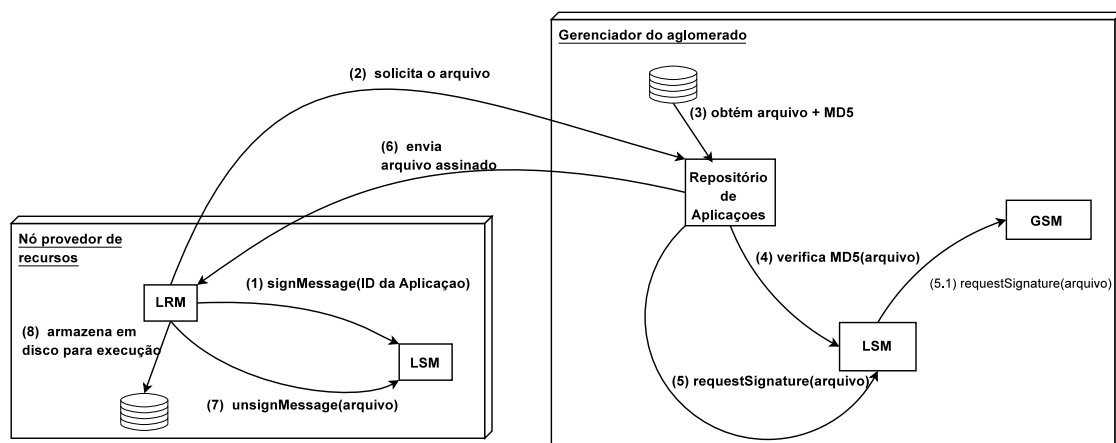 Gerenciador do aglomerado
(2) solicita o arquivo
(3) obtém arquivo + MD5
(6) envia
arquivo assinado
Repositório
de
Aplicaçoes
GSM
Nó provedor de
recursos
(4) verifica MD5(arquivo)
(5.1) requestSignature(arquivo)
(1) signMessage(ID da Aplicaçao)
LRM
(8) armazena em
disco para execução
LSM
LSM
(5) requestSignature(arquivo)
(7) unsignMessage(arquivo)